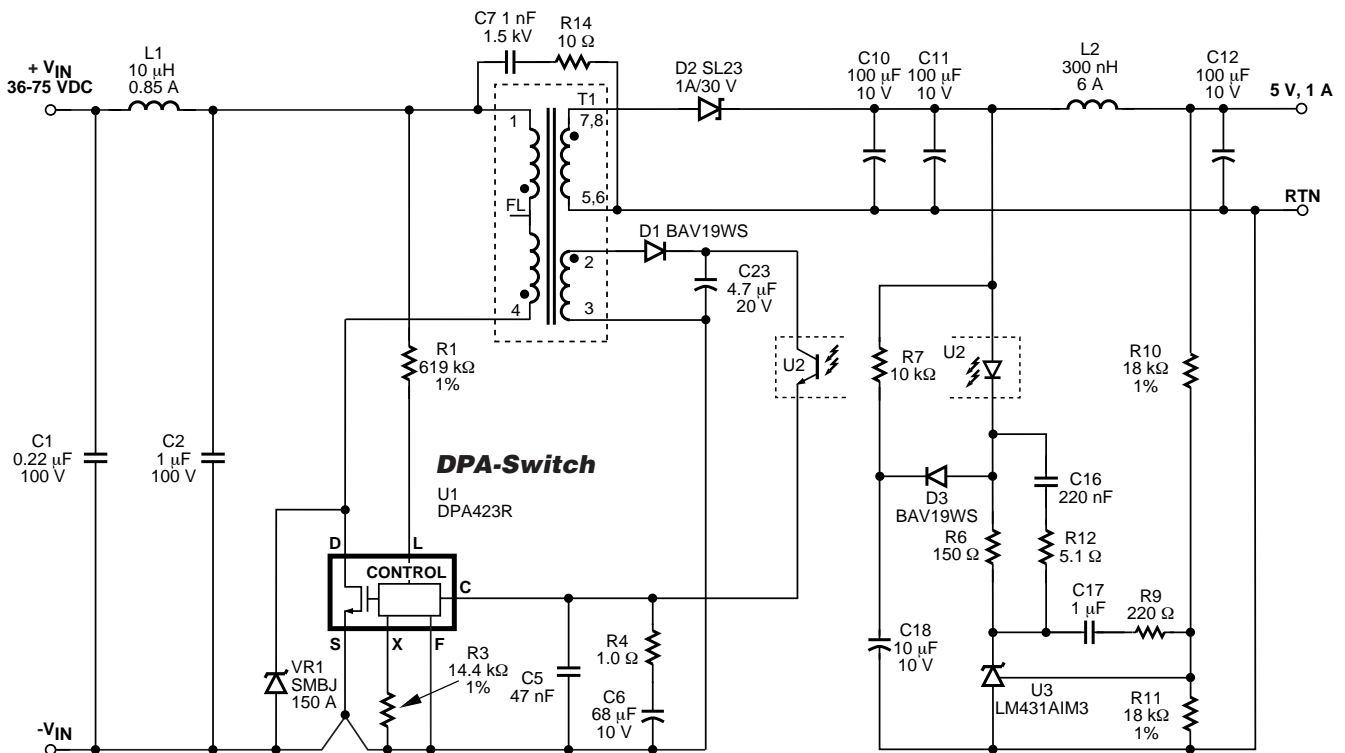 C7 1 nF
1.5 kV
R14
10 Ω
+ VIN
36-75 VDC
L1
10 µH
0.85 A
D2 SL23
1A/30 V
C10
100 µF
10 V
C11
100 µF
10 V
L2
300 nH
6 A
C12
100 µF
10 V
5 V, 1 A
T1
1
7,8
FL
5,6
RTN
D1 BAV19WS
2
4
3
C23
4.7 µF
20 V
R1
619 kΩ
1%
U2
R7
10 kΩ
U2
R10
18 kΩ
1%
C1
0.22 µF
100 V
C2
1 µF
100 V
DPA-Switch
U1
DPA423R
D3
BAV19WS
C16
220 nF
R6
150 Ω
R12
5.1 Ω
D
L
CONTROL
C
S
X
F
C17
1 µF
R9
220 Ω
R3
14.4 kΩ
1%
VR1
SMBJ
150 A
C5
47 nF
R4
1.0 Ω
C6
68 µF
10 V
C18
10 µF
10 V
U3
LM431AIM3
R11
18 kΩ
1%
-VIN